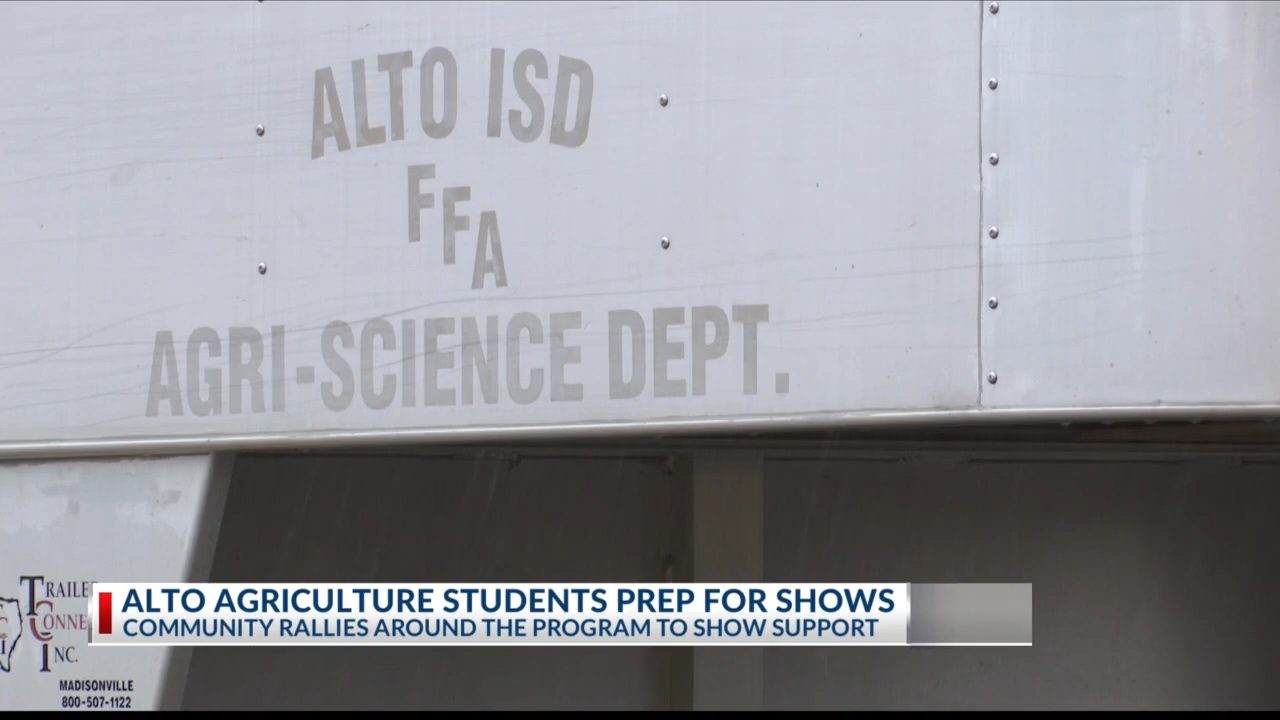 ALTO ISD
FFA
AGRI-SCIENCE DEPT.
ALTO AGRICULTURE STUDENTS PREP FOR SHOWS
COMMUNITY RALLIES AROUND THE PROGRAM TO SHOW SUPPORT
INC.
MADISONVILLE
800-507-1122